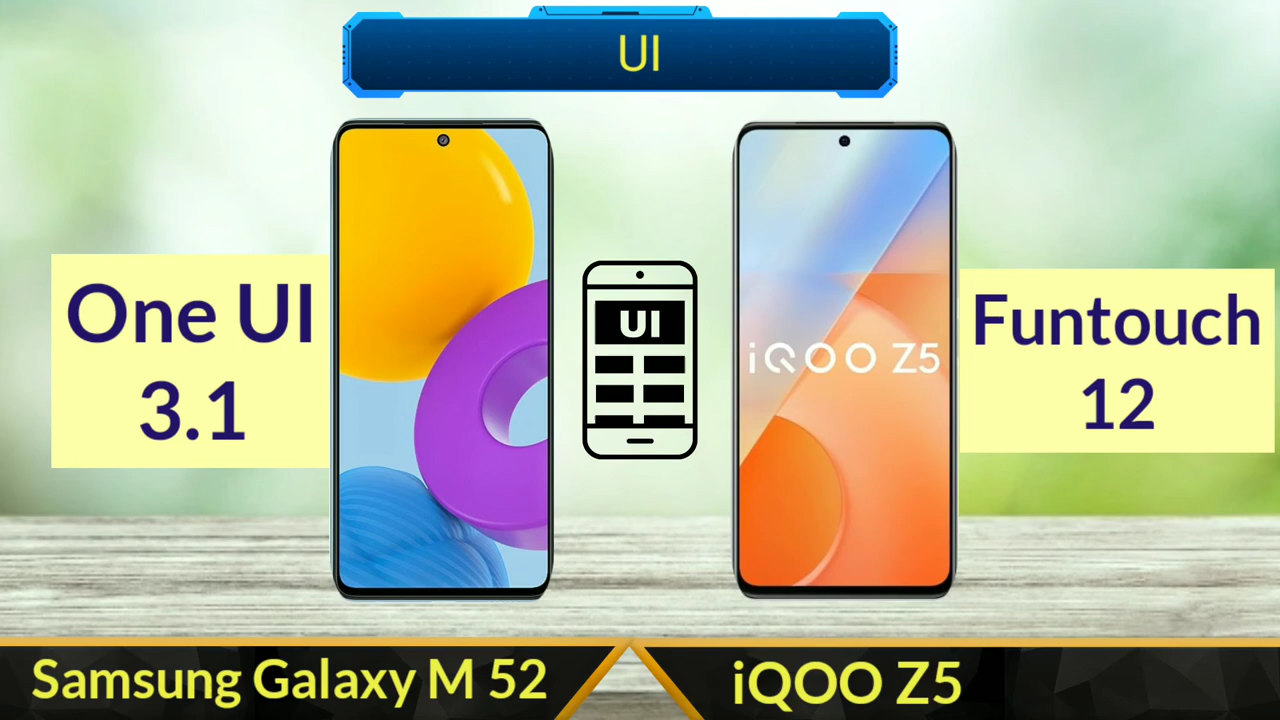 UI
One UI
3.1
UI
iQOO Z5
Funtouch
12
Samsung Galaxy M 52
iQOO Z5